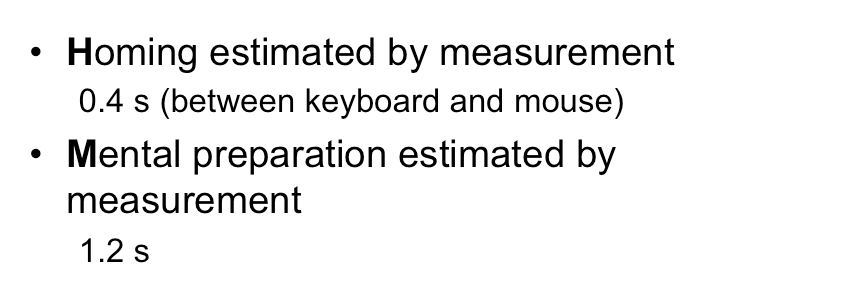 • Homing estimated by measurement
0.4 s (between keyboard and mouse)
• Mental preparation estimated by
measurement
1.2 s